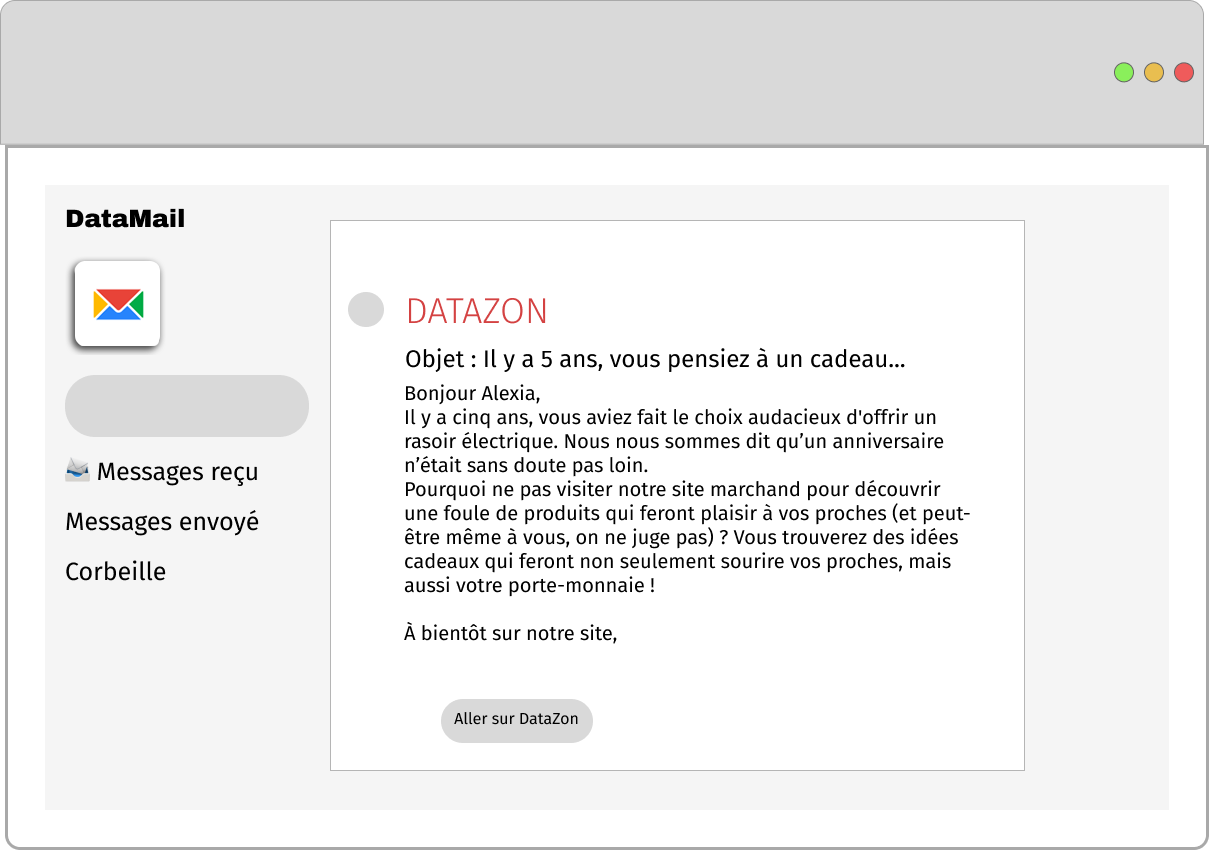 DataMail
Messages reçu
Messages envoyé
Corbeille
DATAZON
Objet : Il y a 5 ans, vous pensiez à un cadeau...
Bonjour Alexia,
Il y a cinq ans, vous aviez fait le choix audacieux d'offrir un
rasoir électrique. Nous nous sommes dit qu’un anniversaire
n’était sans doute pas loin.
Pourquoi ne pas visiter notre site marchand pour découvrir
une foule de produits qui feront plaisir à vos proches (et peut-
être même à vous, on ne juge pas) ? Vous trouverez des idées
cadeaux qui feront non seulement sourire vos proches, mais
aussi votre porte-monnaie !
À bientôt sur notre site,
Aller sur DataZon